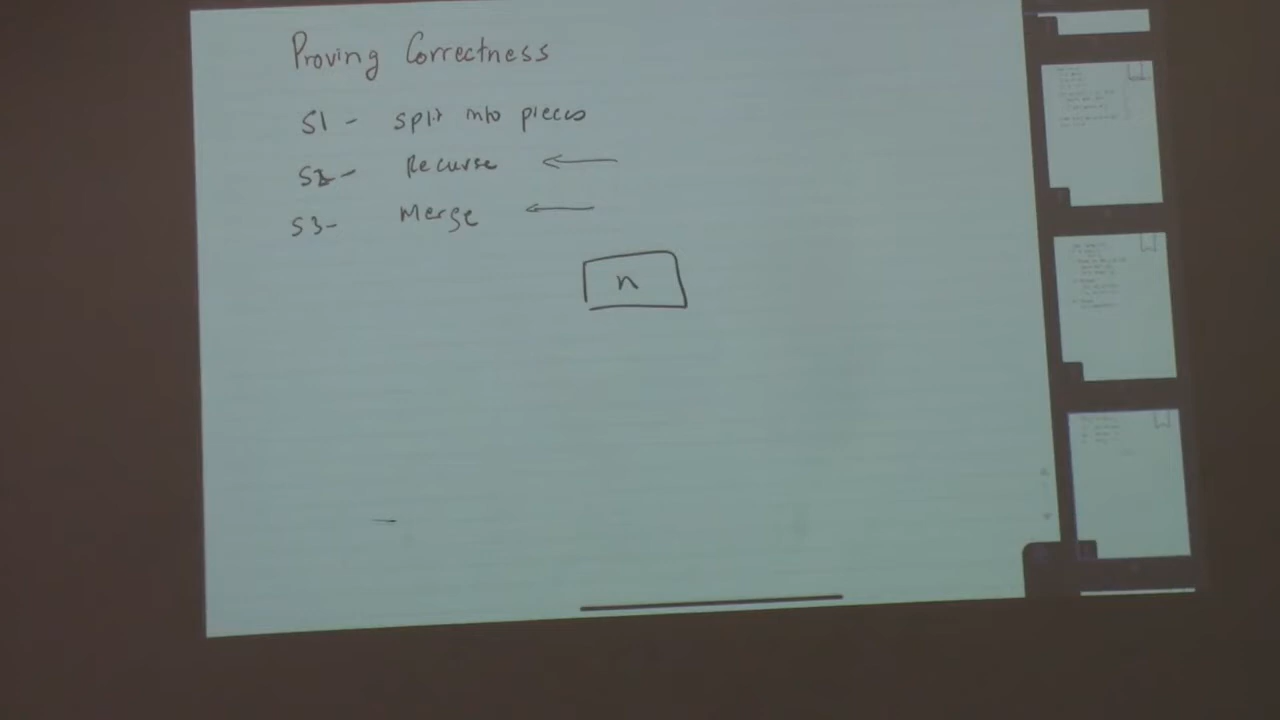 Proving Correctness
S1 - split into pieces
S2 - Recurse
S3 - Merge
n